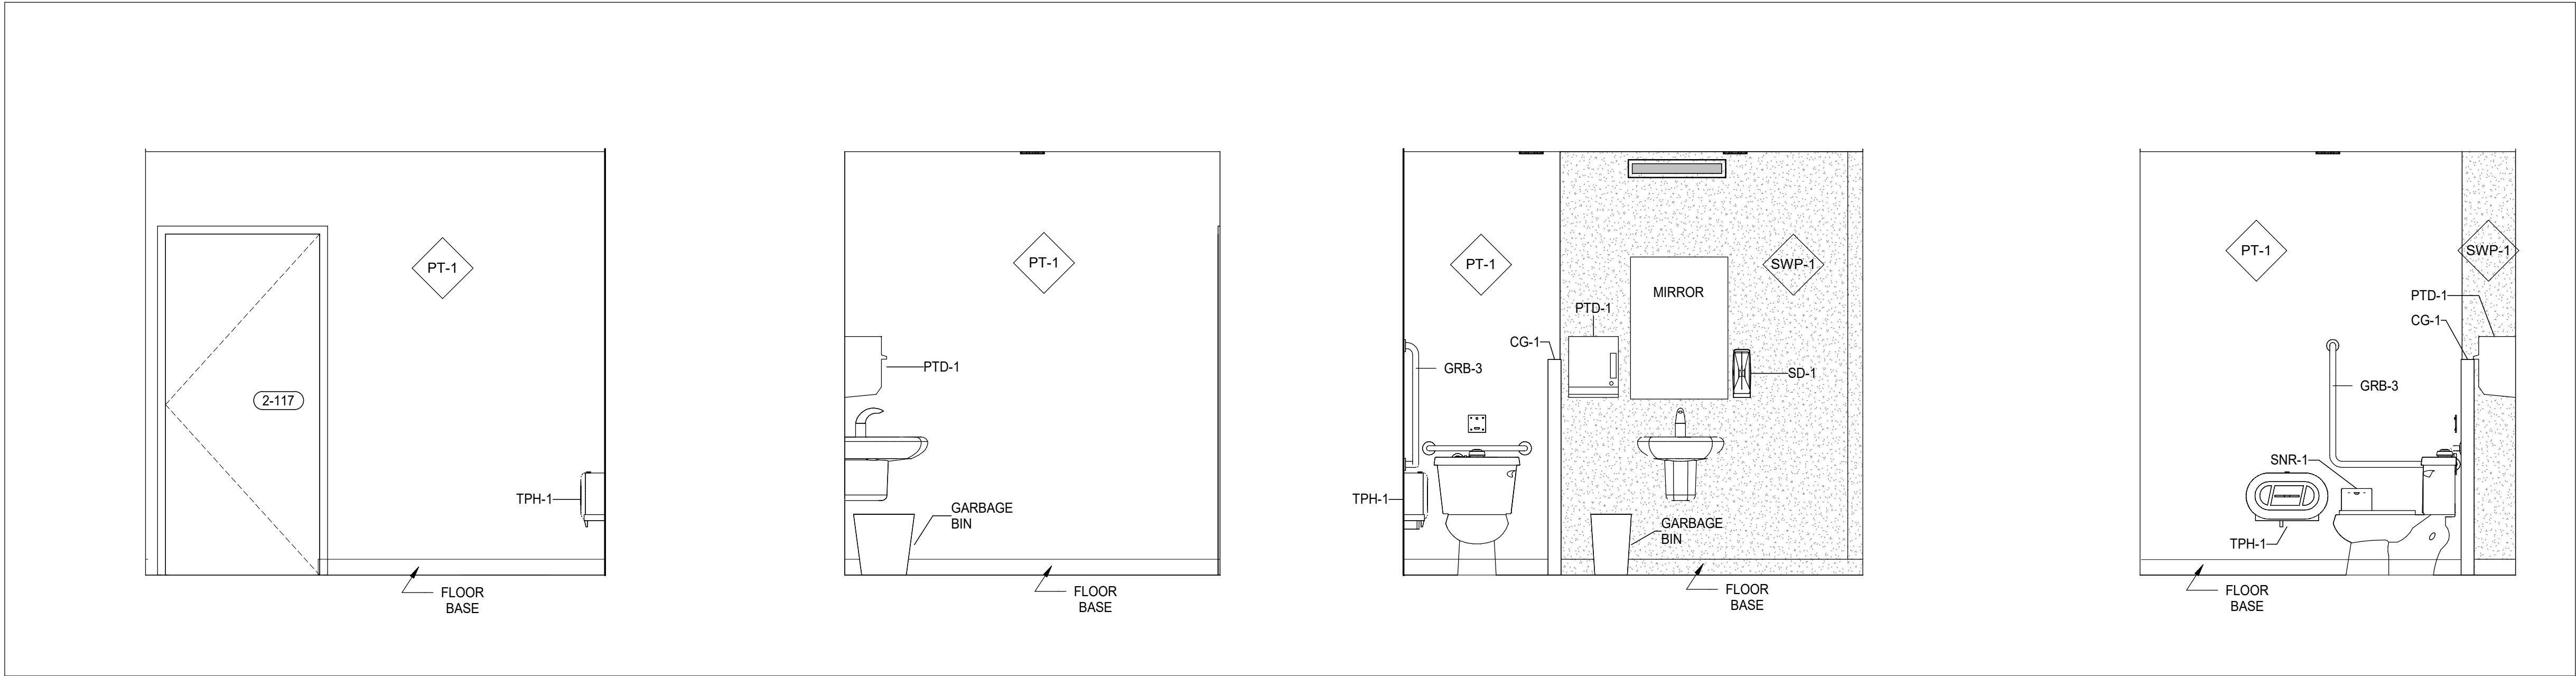 PT-1
2-117
TPH-1
FLOOR
BASE
PT-1
PTD-1
GARBAGE
BIN
FLOOR
BASE
PT-1
SWP-1
MIRROR
PTD-1
CG-1
GRB-3
SD-1
TPH-1
GARBAGE
BIN
FLOOR
BASE
PT-1
SWP-1
PTD-1
CG-1
GRB-3
SNR-1
TPH-1
FLOOR
BASE